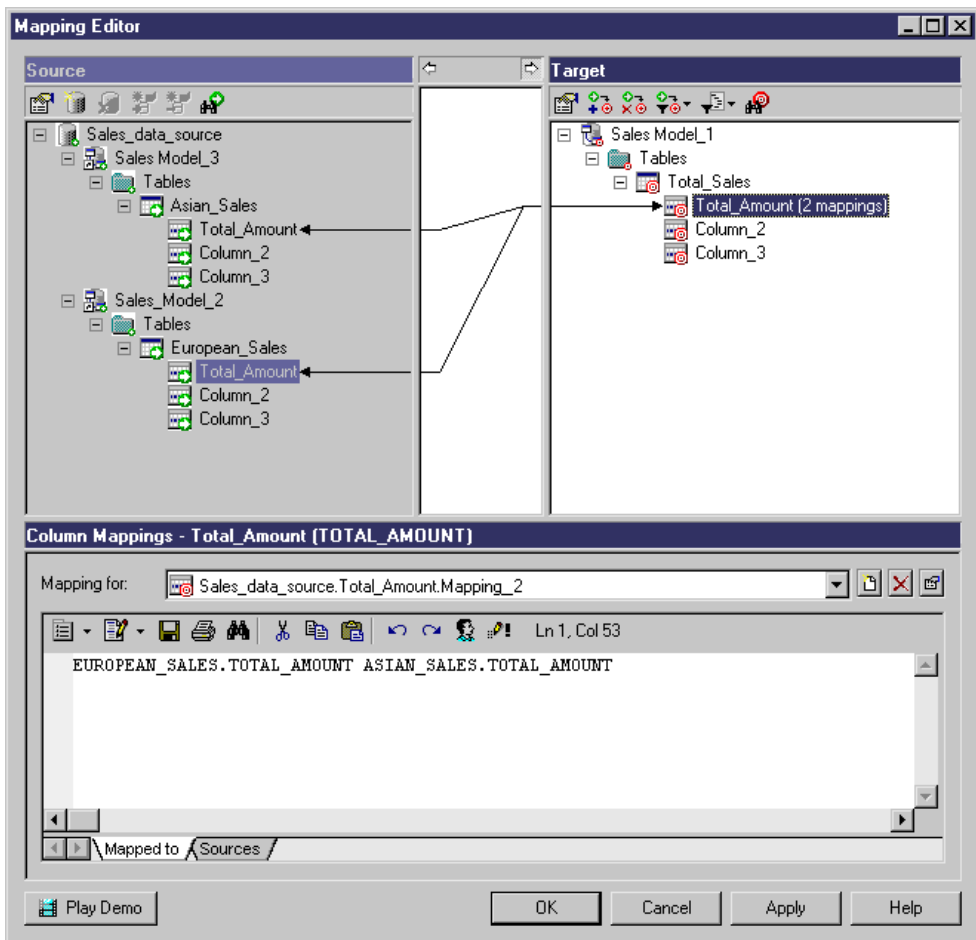 Mapping Editor
Source
Target
Sales_data_source
Sales Model_3
Tables
Asian_Sales
Total_Amount
Column_2
Column_3
Sales_Model_2
Tables
European_Sales
Total_Amount
Column_2
Column_3
Sales Model_1
Tables
Total_Sales
Total_Amount (2 mappings)
Column_2
Column_3
Column Mappings - Total_Amount (TOTAL_AMOUNT)
Mapping for: Sales_data_source.Total_Amount.Mapping_2
Ln 1, Col 53
EUROPEAN_SALES.TOTAL_AMOUNT ASIAN_SALES.TOTAL_AMOUNT
Mapped to Sources
Play Demo OK Cancel Apply Help